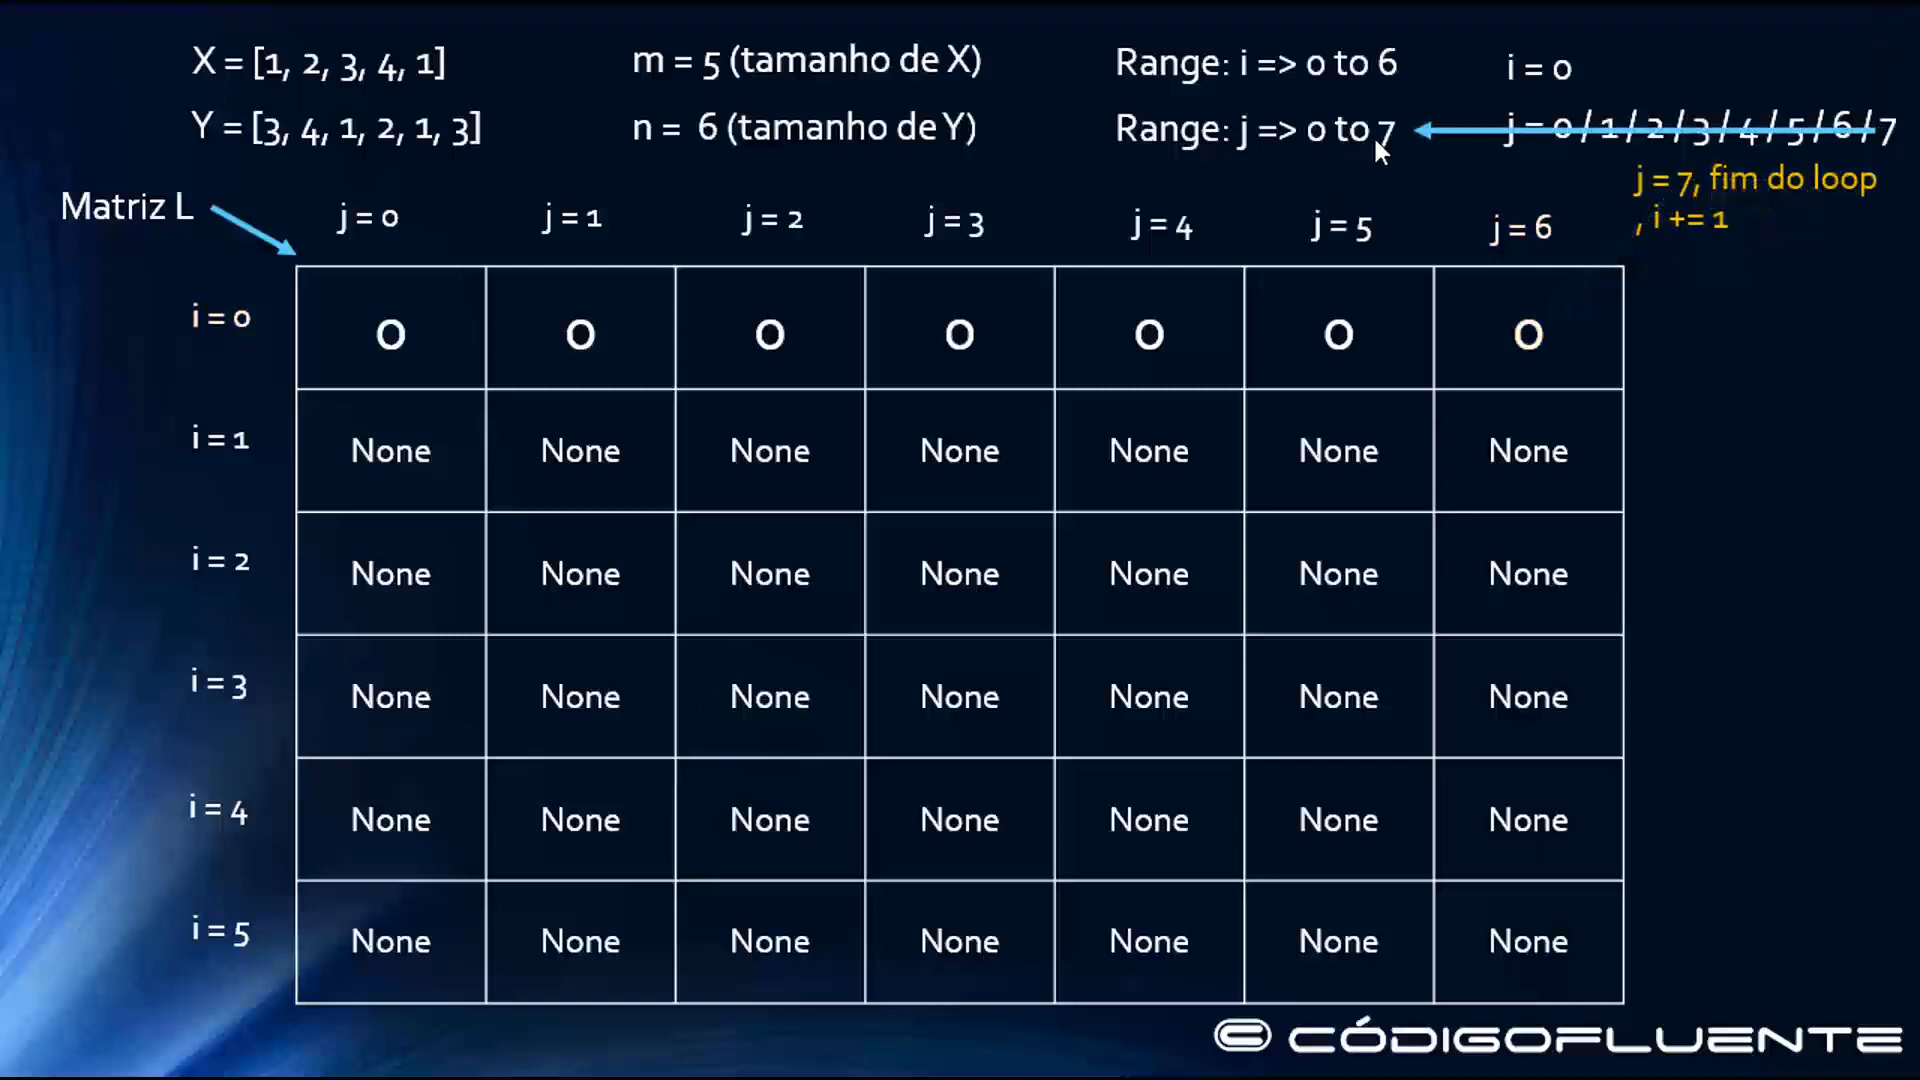 X = [1, 2, 3, 4, 1]
m = 5 (tamanho de X)
Range: i => 0 to 6
i = 0
Y = [3, 4, 1, 2, 1, 3]
n = 6 (tamanho de Y)
Range: j => 0 to 7
j = 0 / 1 / 2 / 3 / 4 / 5 / 6 / 7
j = 7, fim do loop
, i += 1
Matriz L
j = 0 j = 1 j = 2 j = 3 j = 4 j = 5 j = 6
i = 0 0 0 0 0 0 0 0
i = 1 None None None None None None None
i = 2 None None None None None None None
i = 3 None None None None None None None
i = 4 None None None None None None None
i = 5 None None None None None None None
CÓDIGOFLUENTE